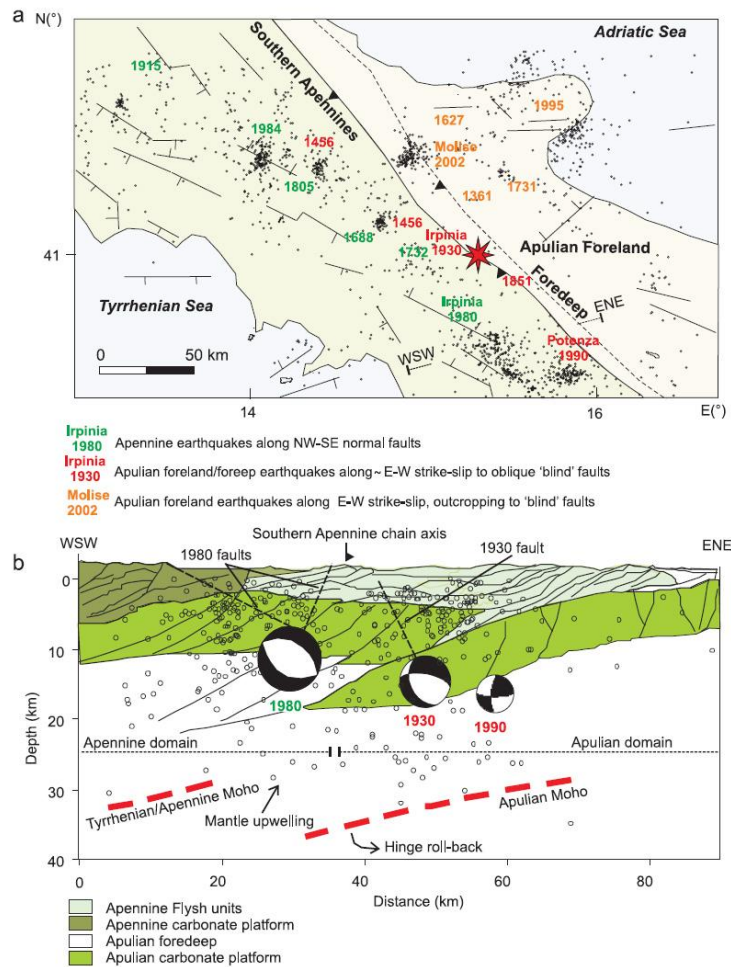 a
N(°)
Adriatic Sea
Southern Apennines
1915
1995
1627
1984
1456
Molise
2002
1805
1731
1361
1456
1688
Irpinia
1930
1732
41
Apulian Foreland
Foredeep
1851
Tyrrhenian Sea
Irpinia
1980
ENE
Potenza
1990
WSW
0 50 km
14
16
E(°)
Irpinia
1980
Apennine earthquakes along NW-SE normal faults
Irpinia
1930
Apulian foreland/foreep earthquakes along~ E-W strike-slip to oblique 'blind' faults
Molise
2002
Apulian foreland earthquakes along E-W strike-slip, outcropping to 'blind' faults
b
WSW
Southern Apennine chain axis
ENE
1980 faults
1930 fault
0
10
20
30
40
Depth (km)
1980
1930
1990
Apennine domain
Apulian domain
Tyrrhenian/Apennine Moho
Mantle upwelling
Apulian Moho
Hinge roll-back
0 20 40 60 80
Distance (km)
Apennine Flysh units
Apennine carbonate platform
Apulian foredeep
Apulian carbonate platform